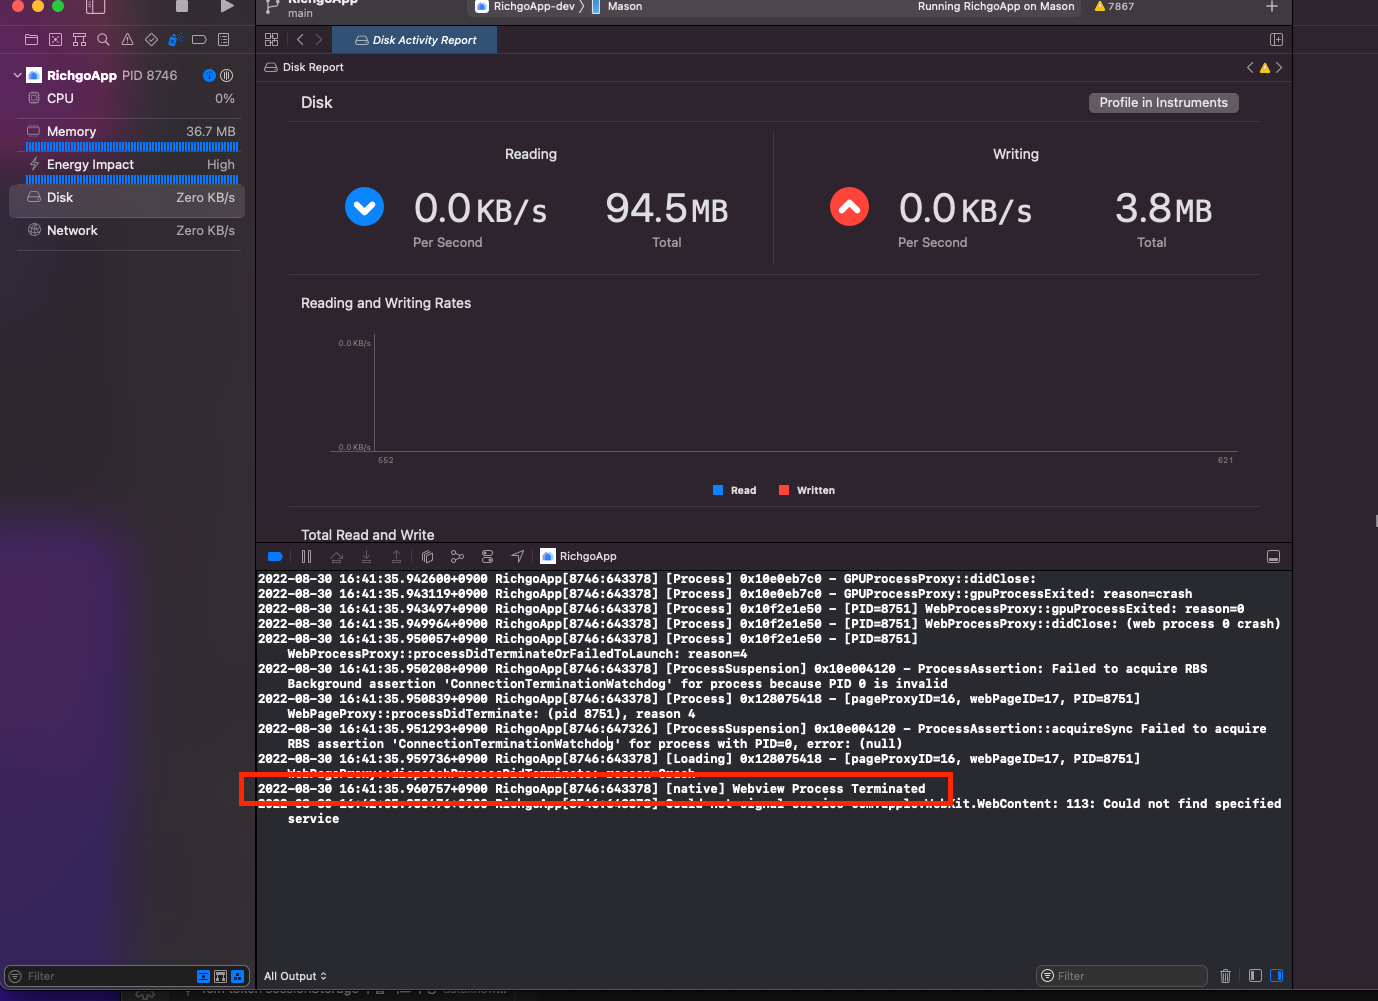 RichgoApp
main
RichgoApp-dev
Mason
Running RichgoApp on Mason
7867
Disk Activity Report
RichgoApp PID 8746
CPU 0%
Memory 36.7 MB
Energy Impact High
Disk Zero KB/s
Network Zero KB/s
Disk Report
Disk
Profile in Instruments
Reading
Writing
0.0 KB/s
Per Second
94.5 MB
Total
0.0 KB/s
Per Second
3.8 MB
Total
Reading and Writing Rates
0.0 KB/s
0.0 KB/s
552
621
Read
Written
Total Read and Write
RichgoApp
2022-08-30 16:41:35.942600+0900 RichgoApp[8746:643378] [Process] 0x10e0eb7c0 - GPUProcessProxy::didClose:
2022-08-30 16:41:35.943119+0900 RichgoApp[8746:643378] [Process] 0x10e0eb7c0 - GPUProcessProxy::gpuProcessExited: reason=crash
2022-08-30 16:41:35.943497+0900 RichgoApp[8746:643378] [Process] 0x10f2e1e50 - [PID=8751] WebProcessProxy::gpuProcessExited: reason=0
2022-08-30 16:41:35.949964+0900 RichgoApp[8746:643378] [Process] 0x10f2e1e50 - [PID=8751] WebProcessProxy::didClose: (web process 0 crash)
2022-08-30 16:41:35.950057+0900 RichgoApp[8746:643378] [Process] 0x10f2e1e50 - [PID=8751]
WebProcessProxy::processDidTerminateOrFailedToLaunch: reason=4
2022-08-30 16:41:35.950208+0900 RichgoApp[8746:643378] [ProcessSuspension] 0x10e004120 - ProcessAssertion: Failed to acquire RBS
Background assertion 'ConnectionTerminationWatchdog' for process because PID 0 is invalid
2022-08-30 16:41:35.950839+0900 RichgoApp[8746:643378] [Process] 0x128075418 - [pageProxyID=16, webPageID=17, PID=8751]
WebPageProxy::processDidTerminate: (pid 8751), reason 4
2022-08-30 16:41:35.951293+0900 RichgoApp[8746:647326] [ProcessSuspension] 0x10e004120 - ProcessAssertion::acquireSync Failed to acquire
RBS assertion 'ConnectionTerminationWatchdog' for process with PID=0, error: (null)
2022-08-30 16:41:35.959736+0900 RichgoApp[8746:643378] [Loading] 0x128075418 - [pageProxyID=16, webPageID=17, PID=8751]
2022-08-30 16:41:35.960757+0900 RichgoApp[8746:643378] [native] Webview Process Terminated
WebContent: 113: Could not find specified
service
Filter
All Output
Filter